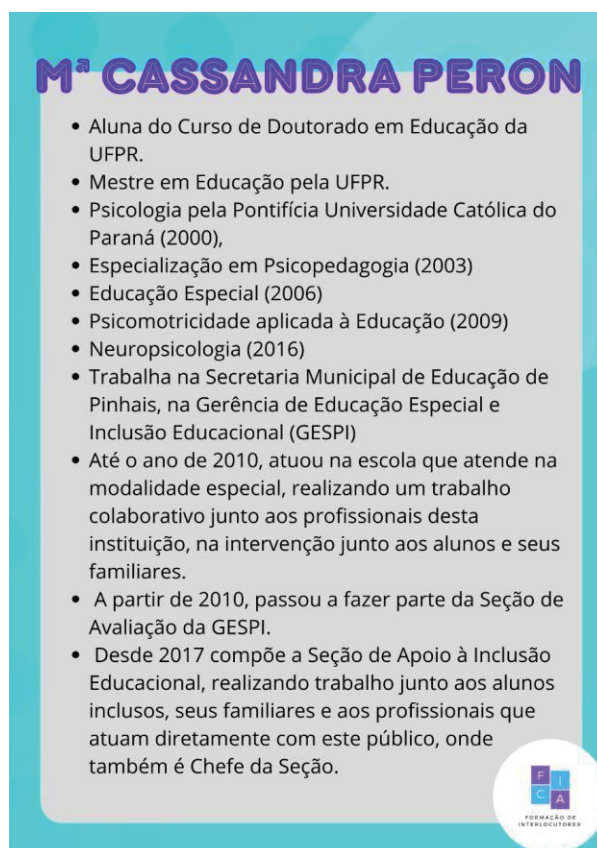 Mª CASSANDRA PERON
• Aluna do Curso de Doutorado em Educação da
UFPR.
• Mestre em Educação pela UFPR.
• Psicologia pela Pontifícia Universidade Católica do
Paraná (2000),
• Especialização em Psicopedagogia (2003)
• Educação Especial (2006)
• Psicomotricidade aplicada à Educação (2009)
• Neuropsicologia (2016)
• Trabalha na Secretaria Municipal de Educação de
Pinhais, na Gerência de Educação Especial e
Inclusão Educacional (GESPI)
• Até o ano de 2010, atuou na escola que atende na
modalidade especial, realizando um trabalho
colaborativo junto aos profissionais desta
instituição, na intervenção junto aos alunos e seus
familiares.
• A partir de 2010, passou a fazer parte da Seção de
Avaliação da GESPI.
• Desde 2017 compõe a Seção de Apoio à Inclusão
Educacional, realizando trabalho junto aos alunos
inclusos, seus familiares e aos profissionais que
atuam diretamente com este público, onde
também é Chefe da Seção.
F I
C A
FORMAÇÃO DE
INTERLOCUTORES